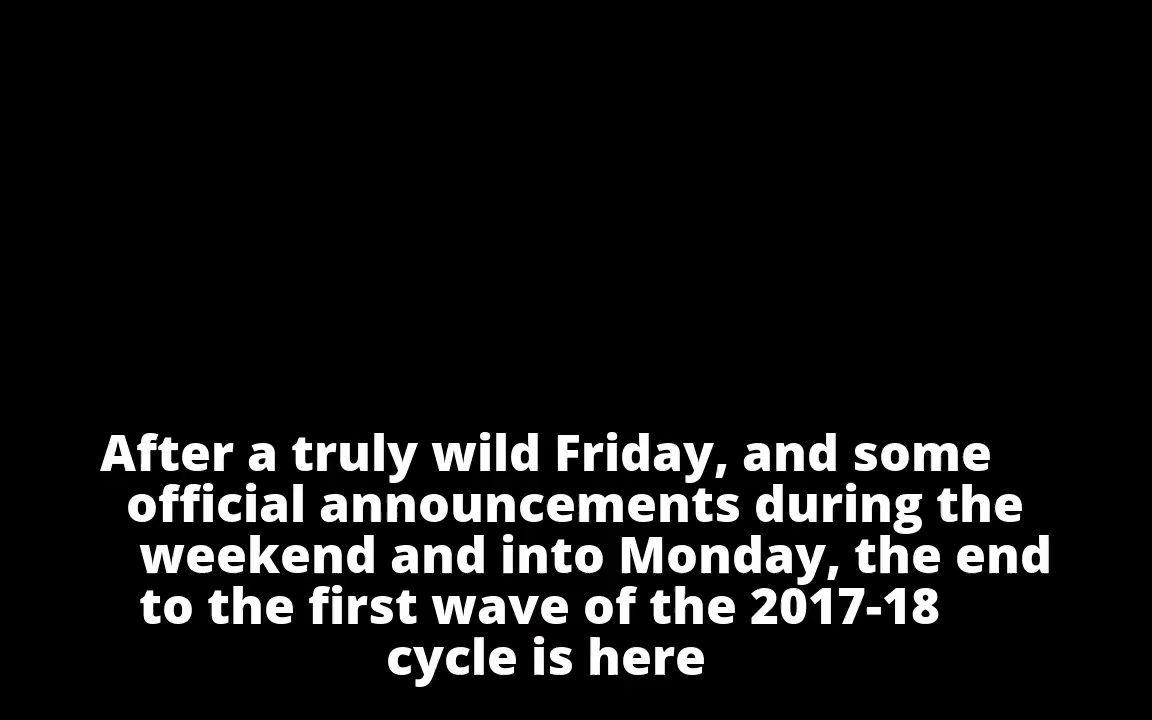 After a truly wild Friday, and some
official announcements during the
weekend and into Monday, the end
to the first wave of the 2017-18
cycle is here